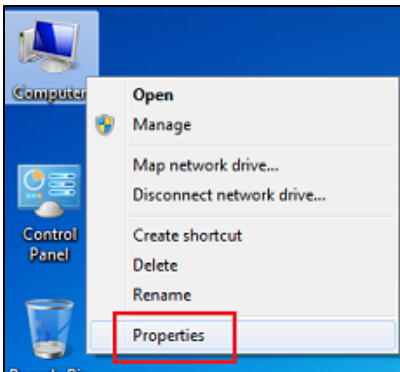 Computer
Open
Manage
Map network drive...
Disconnect network drive...
Control
Panel
Create shortcut
Delete
Rename
Properties